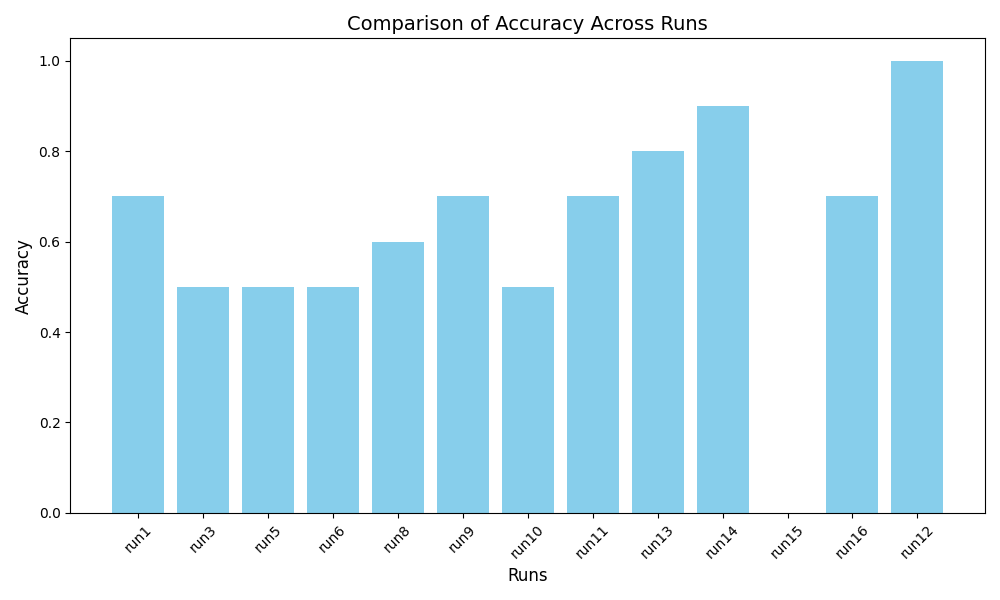 Comparison of Accuracy Across Runs
1.0
0.8
0.6
0.4
0.2
0.0
Accuracy
run1 run3 run5 run6 run8 run9 run10 run11 run13 run14 run15 run16 run12
Runs